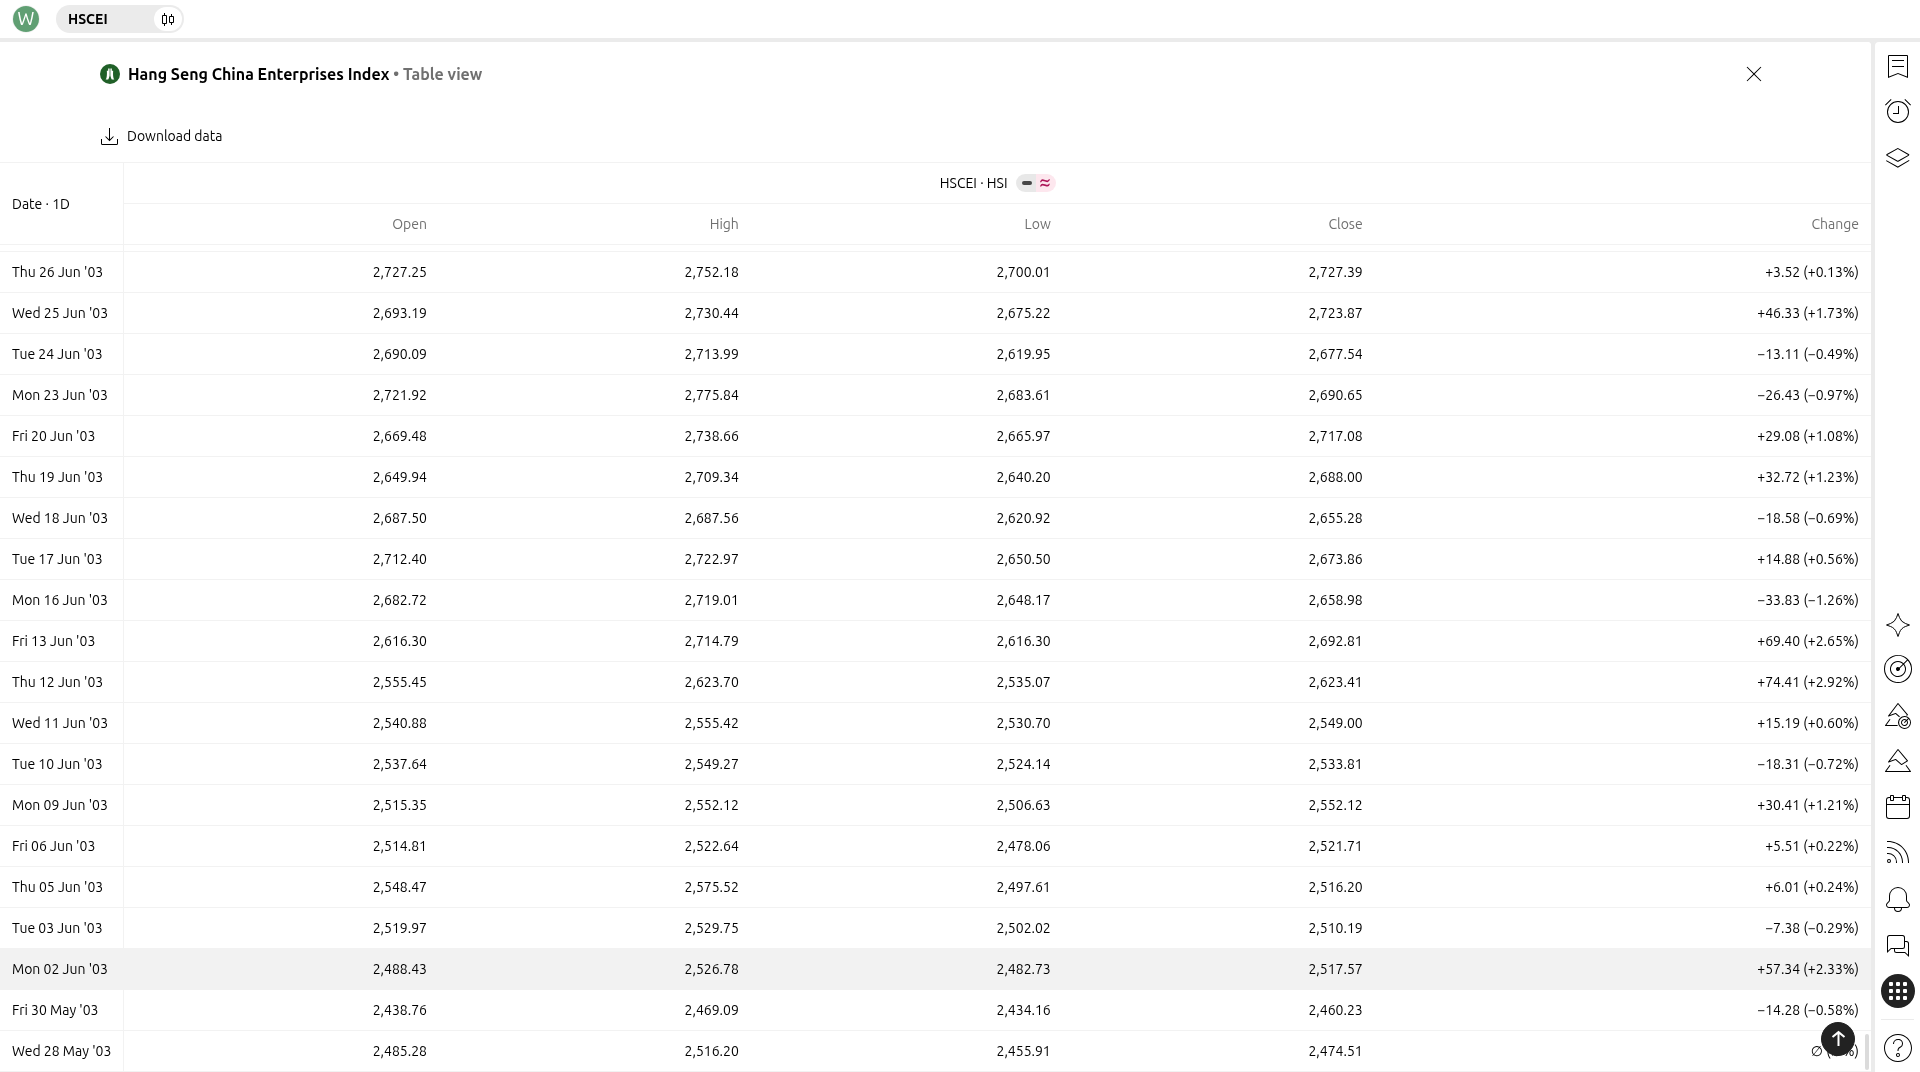 W HSCEI
Hang Seng China Enterprises Index • Table view
Download data
Date · 1D
HSCEI · HSI
Open High Low Close Change
Thu 26 Jun '03 2,727.25 2,752.18 2,700.01 2,727.39 +3.52 (+0.13%)
Wed 25 Jun '03 2,693.19 2,730.44 2,675.22 2,723.87 +46.33 (+1.73%)
Tue 24 Jun '03 2,690.09 2,713.99 2,619.95 2,677.54 −13.11 (−0.49%)
Mon 23 Jun '03 2,721.92 2,775.84 2,683.61 2,690.65 −26.43 (−0.97%)
Fri 20 Jun '03 2,669.48 2,738.66 2,665.97 2,717.08 +29.08 (+1.08%)
Thu 19 Jun '03 2,649.94 2,709.34 2,640.20 2,688.00 +32.72 (+1.23%)
Wed 18 Jun '03 2,687.50 2,687.56 2,620.92 2,655.28 −18.58 (−0.69%)
Tue 17 Jun '03 2,712.40 2,722.97 2,650.50 2,673.86 +14.88 (+0.56%)
Mon 16 Jun '03 2,682.72 2,719.01 2,648.17 2,658.98 −33.83 (−1.26%)
Fri 13 Jun '03 2,616.30 2,714.79 2,616.30 2,692.81 +69.40 (+2.65%)
Thu 12 Jun '03 2,555.45 2,623.70 2,535.07 2,623.41 +74.41 (+2.92%)
Wed 11 Jun '03 2,540.88 2,555.42 2,530.70 2,549.00 +15.19 (+0.60%)
Tue 10 Jun '03 2,537.64 2,549.27 2,524.14 2,533.81 −18.31 (−0.72%)
Mon 09 Jun '03 2,515.35 2,552.12 2,506.63 2,552.12 +30.41 (+1.21%)
Fri 06 Jun '03 2,514.81 2,522.64 2,478.06 2,521.71 +5.51 (+0.22%)
Thu 05 Jun '03 2,548.47 2,575.52 2,497.61 2,516.20 +6.01 (+0.24%)
Tue 03 Jun '03 2,519.97 2,529.75 2,502.02 2,510.19 −7.38 (−0.29%)
Mon 02 Jun '03 2,488.43 2,526.78 2,482.73 2,517.57 +57.34 (+2.33%)
Fri 30 May '03 2,438.76 2,469.09 2,434.16 2,460.23 −14.28 (−0.58%)
Wed 28 May '03 2,485.28 2,516.20 2,455.91 2,474.51 ∅